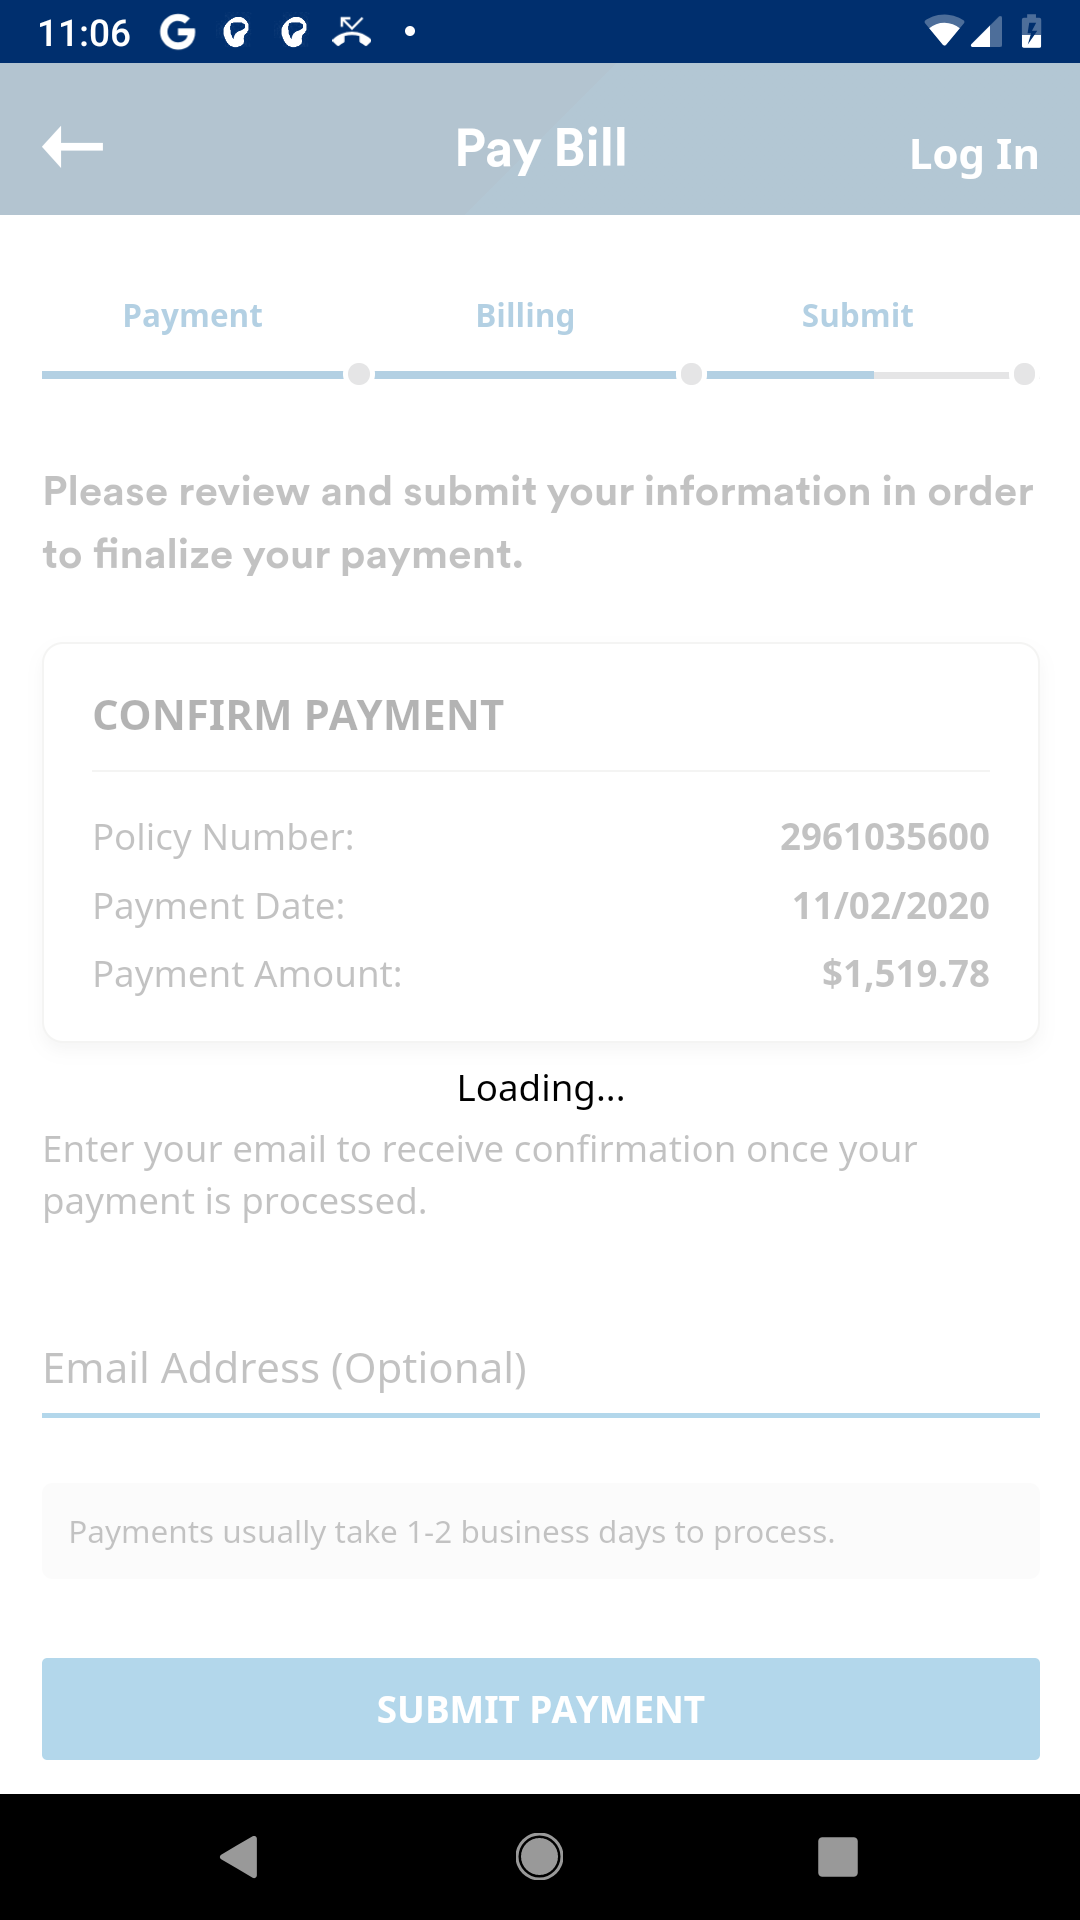 11:06
Pay Bill
Log In
Payment
Billing
Submit
Please review and submit your information in order
to finalize your payment.
CONFIRM PAYMENT
Policy Number: 2961035600
Payment Date: 11/02/2020
Payment Amount: $1,519.78
Loading...
Enter your email to receive confirmation once your
payment is processed.
Email Address (Optional)
Payments usually take 1-2 business days to process.
SUBMIT PAYMENT